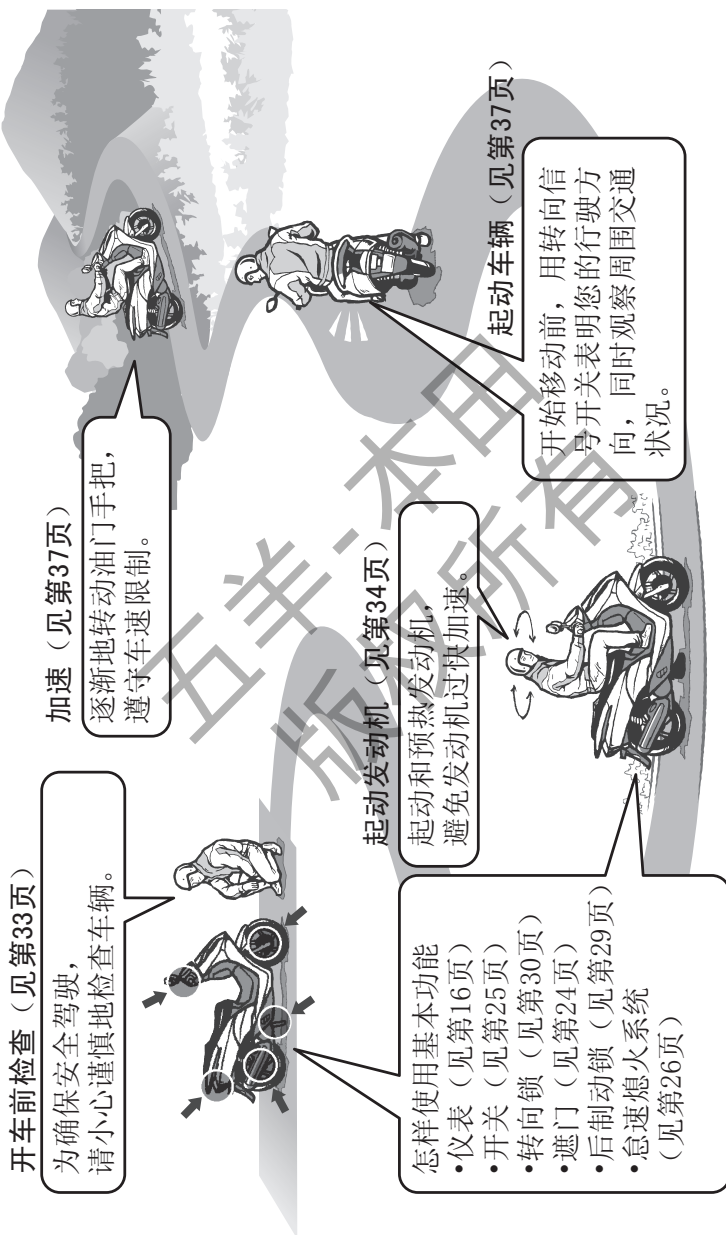 开车前检查（见第33页）
为确保安全驾驶，
请小心谨慎地检查车辆。
怎样使用基本功能
•仪表（见第16页）
•开关（见第25页）
•转向锁（见第30页）
•遮门（见第24页）
•后制动锁（见第29页）
•怠速熄火系统
（见第26页）
起动发动机（见第34页）
起动和预热发动机，
避免发动机过快加速。
起动车辆（见第37页）
开始移动前，用转向信
号开关表明您的行驶方
向，同时观察周围交通
状况。
加速（见第37页）
逐渐地转动油门手把，
遵守车速限制。
五羊-本田
版权所有